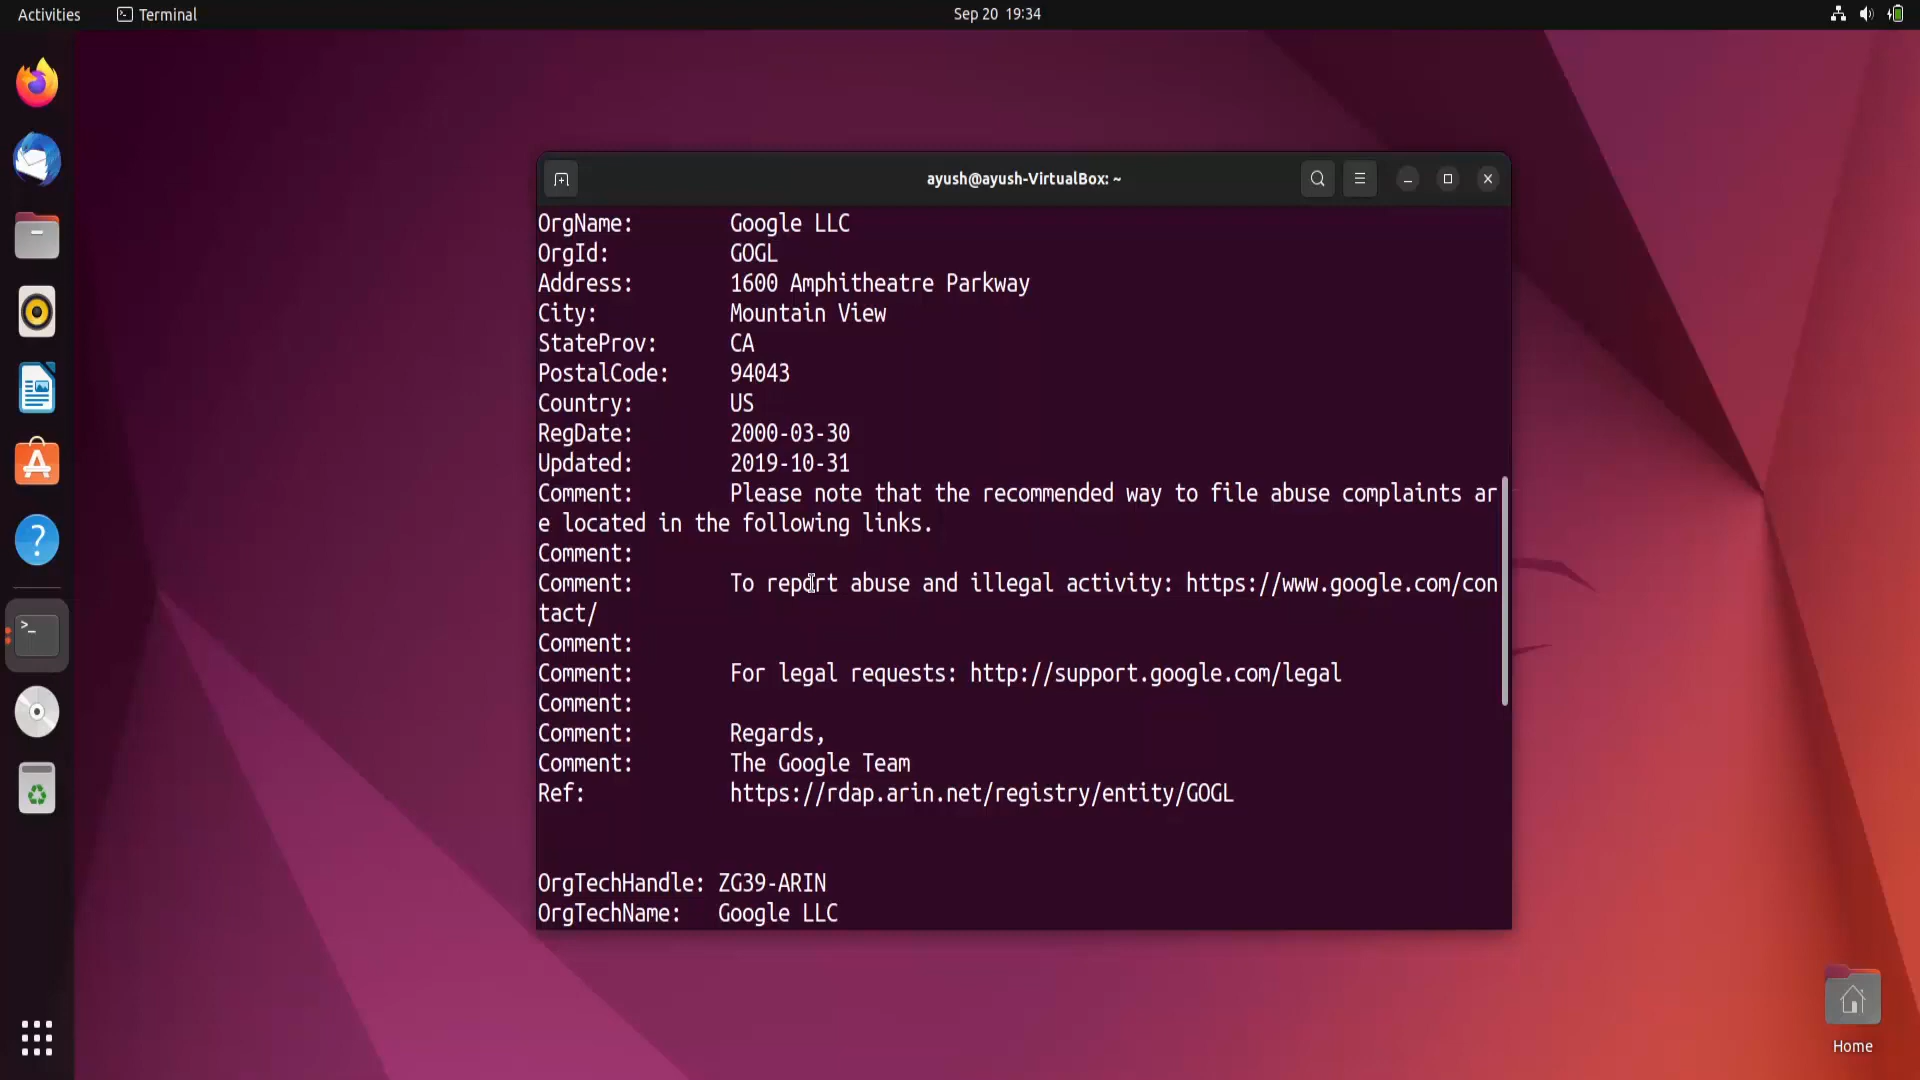 Activities Terminal Sep 20 19:34
ayush@ayush-VirtualBox: ~
OrgName: Google LLC
OrgId: GOGL
Address: 1600 Amphitheatre Parkway
City: Mountain View
StateProv: CA
PostalCode: 94043
Country: US
RegDate: 2000-03-30
Updated: 2019-10-31
Comment: Please note that the recommended way to file abuse complaints ar
e located in the following links.
Comment:
Comment: To report abuse and illegal activity: https://www.google.com/con
tact/
Comment:
Comment: For legal requests: http://support.google.com/legal
Comment:
Comment: Regards,
Comment: The Google Team
Ref: https://rdap.arin.net/registry/entity/GOGL
OrgTechHandle: ZG39-ARIN
OrgTechName: Google LLC
Home